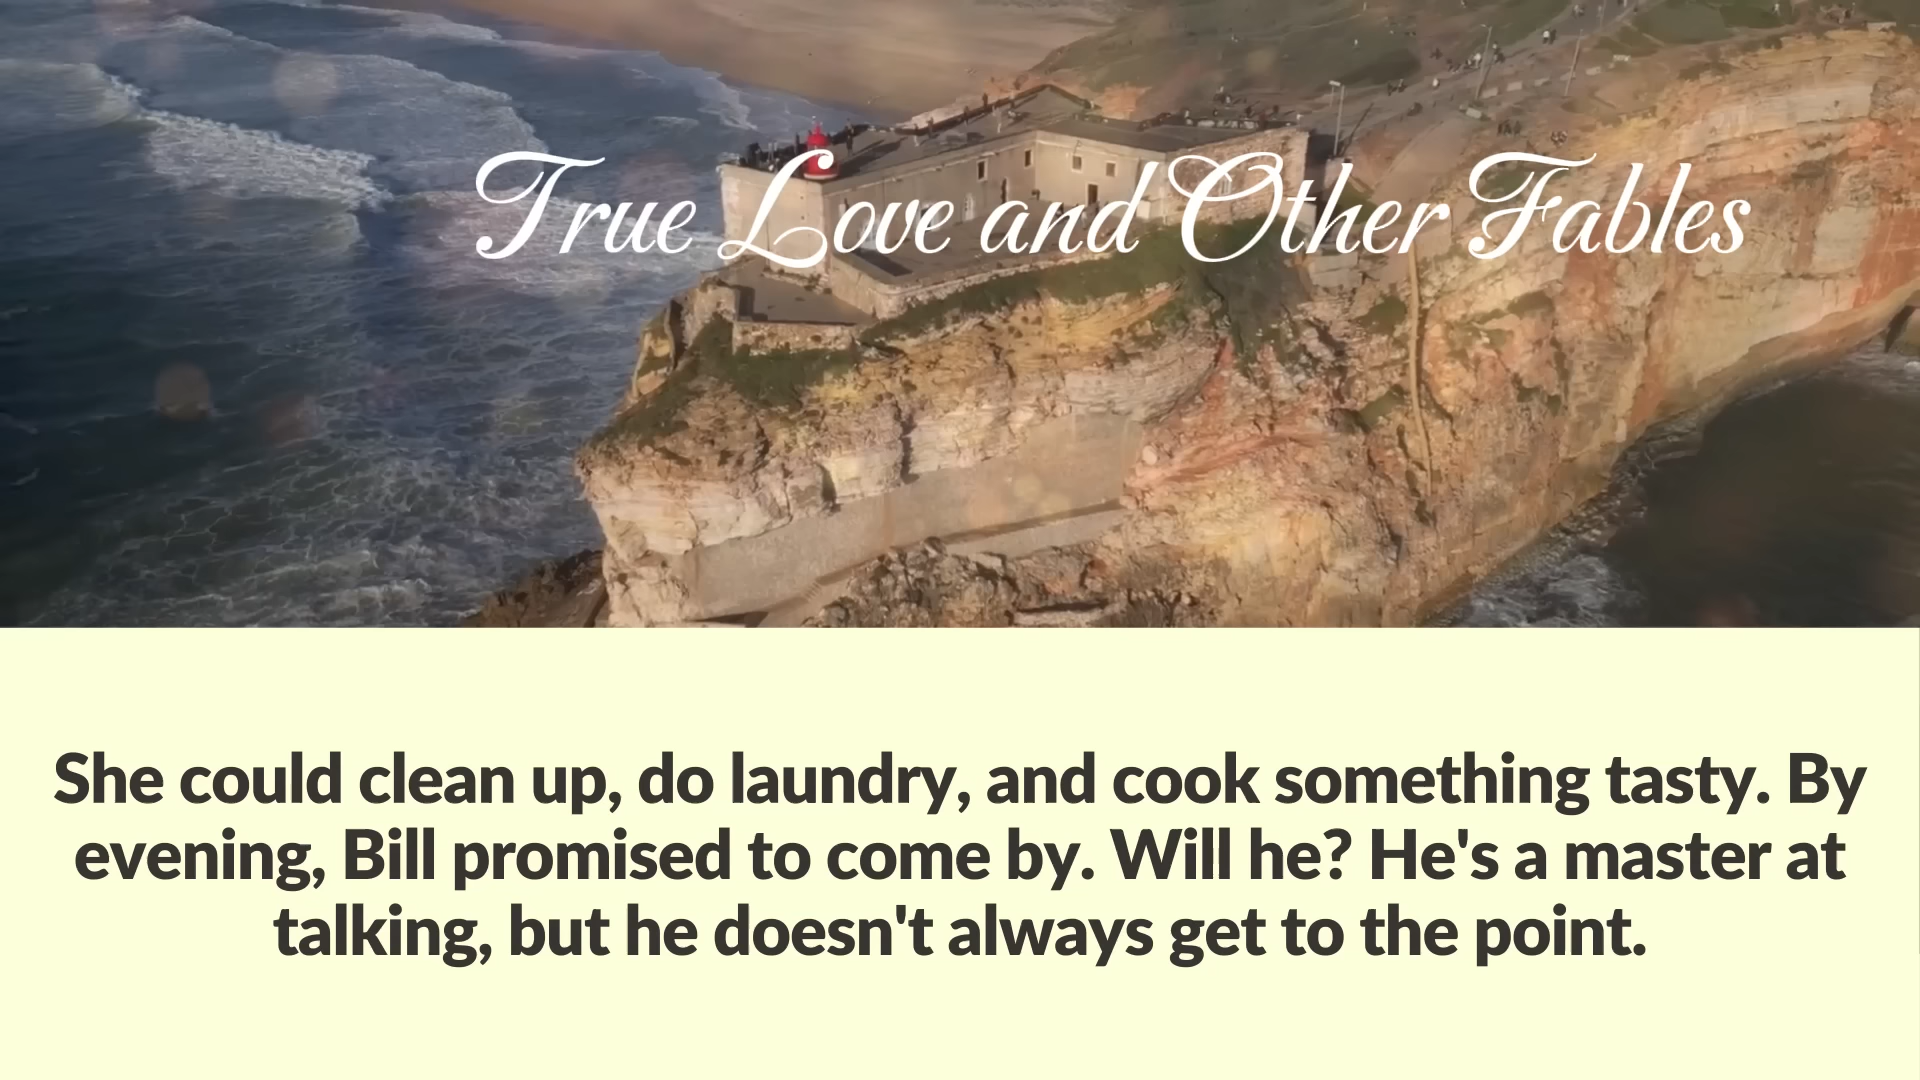 True Love and Other Fables
She could clean up, do laundry, and cook something tasty. By
evening, Bill promised to come by. Will he? He's a master at
talking, but he doesn't always get to the point.